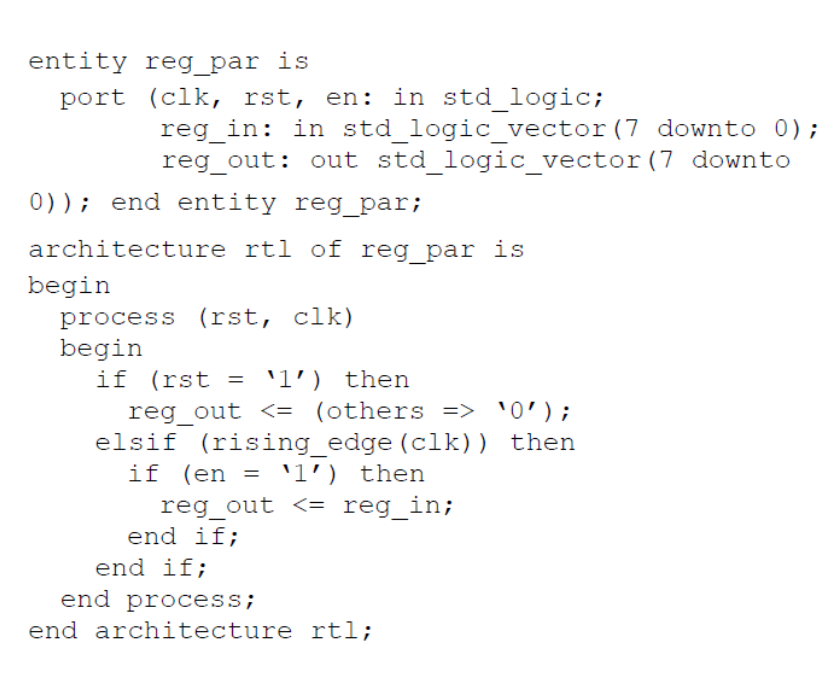 entity reg_par is
port (clk, rst, en: in std_logic;
reg_in: in std_logic_vector(7 downto 0);
reg_out: out std_logic_vector(7 downto
0)); end entity reg_par;
architecture rtl of reg_par is
begin
process (rst, clk)
begin
if (rst = ‘1’) then
reg_out <= (others => ‘0’);
elsif (rising_edge(clk)) then
if (en = ‘1’) then
reg_out <= reg_in;
end if;
end if;
end process;
end architecture rtl;